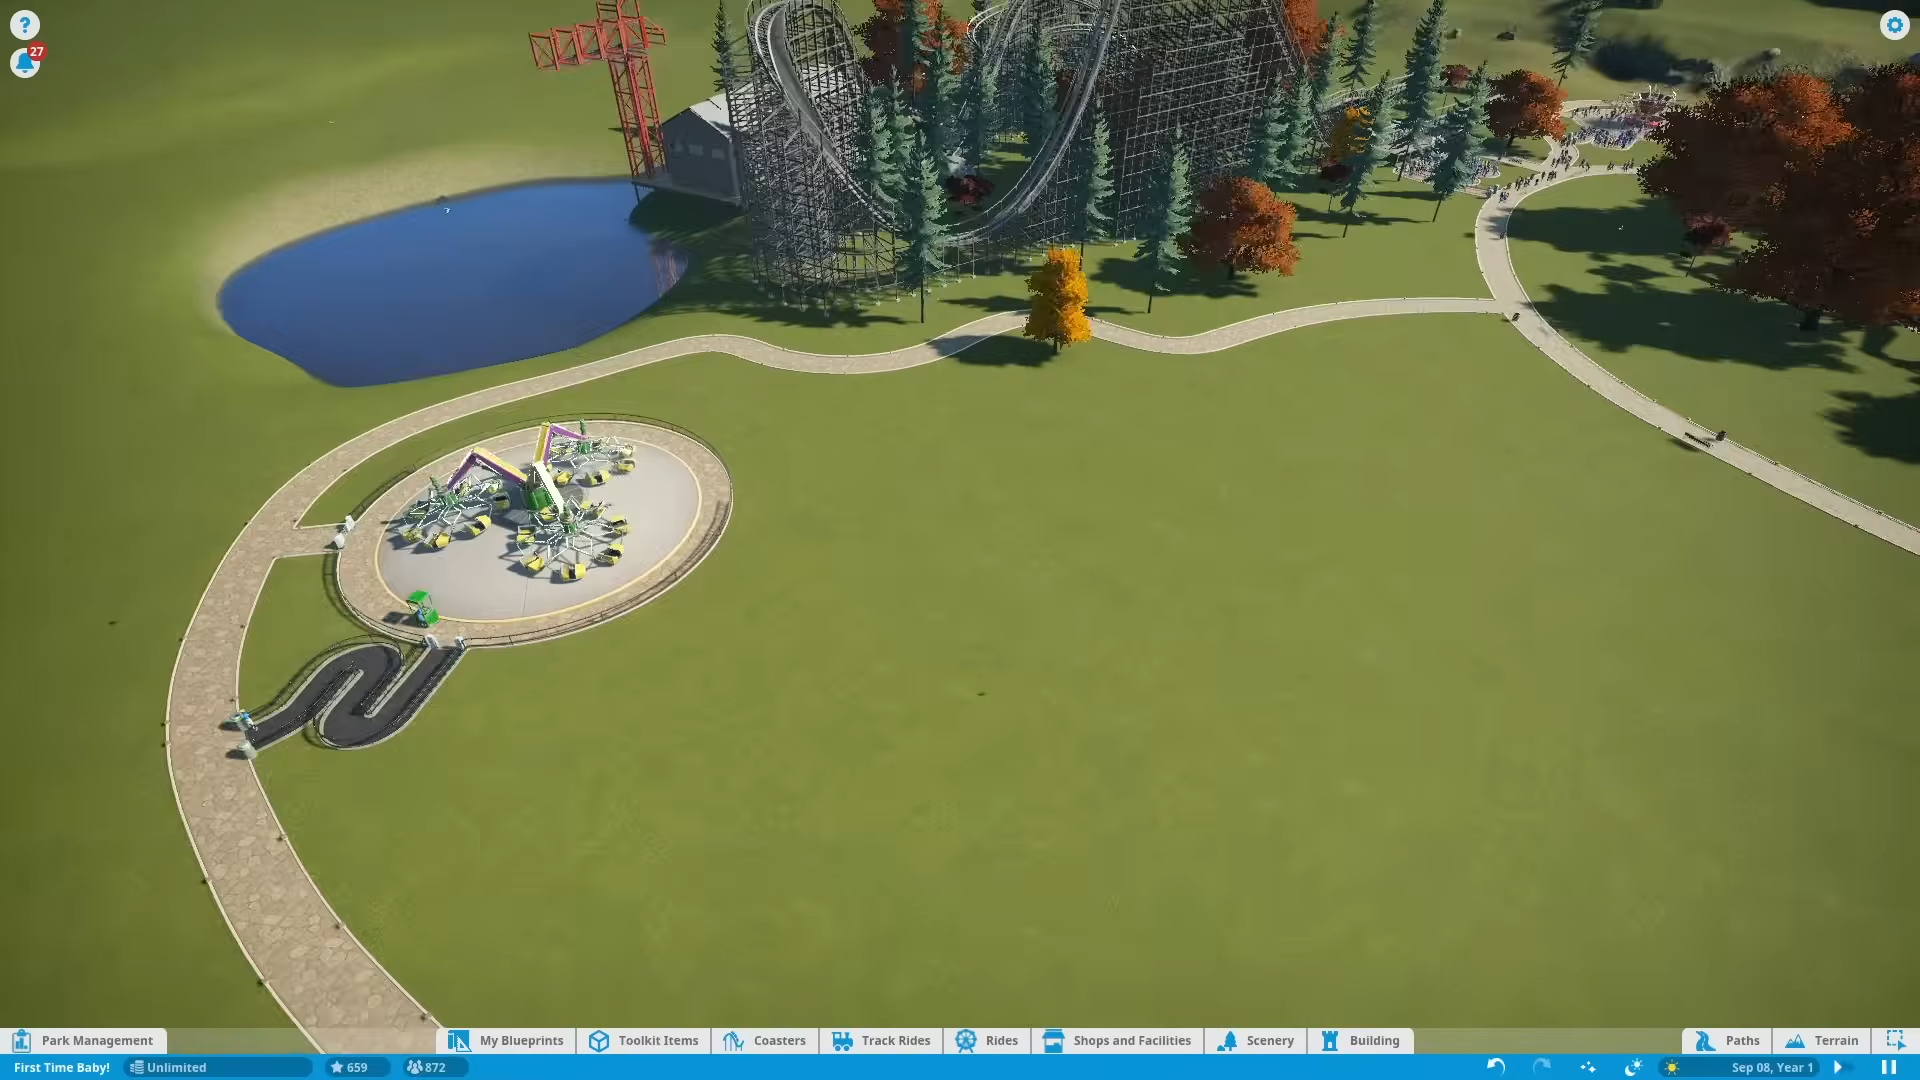 ?
27
Park Management
My Blueprints
Toolkit Items
Coasters
Track Rides
Rides
Shops and Facilities
Scenery
Building
Paths
Terrain
First Time Baby!
Unlimited
659
872
Sep 08, Year 1